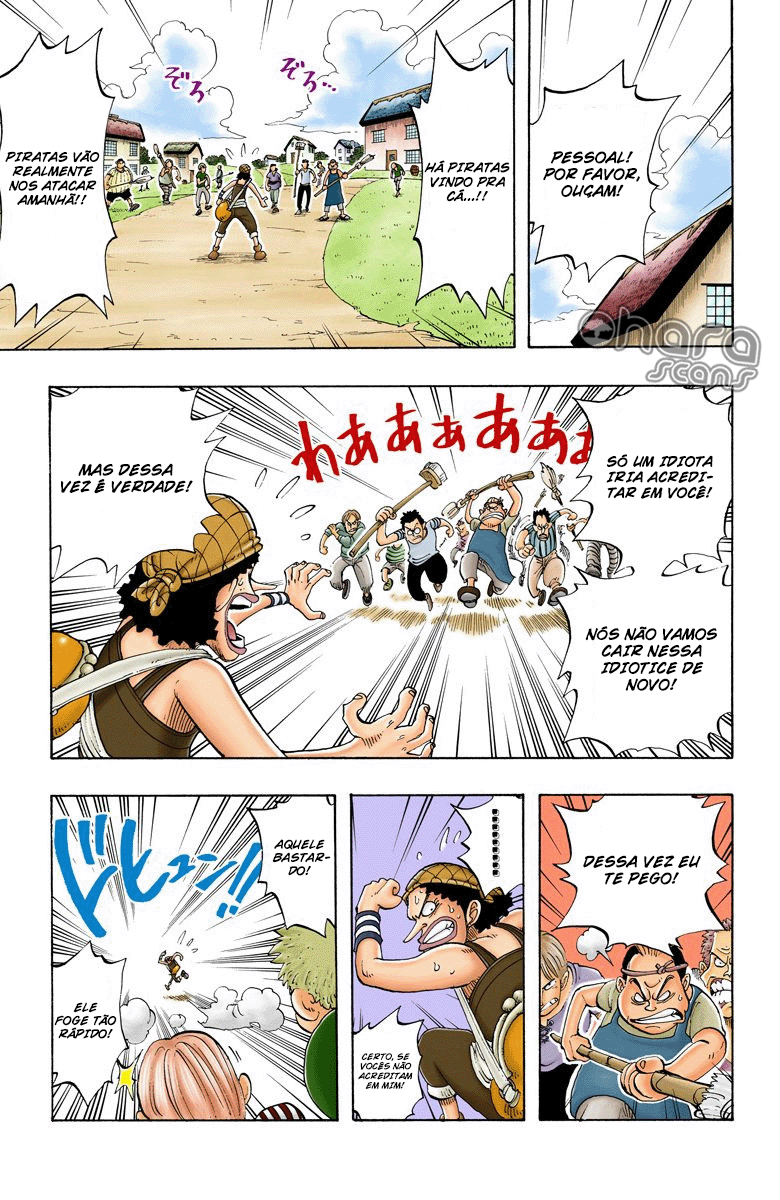 PESSOAL!
POR FAVOR,
OUÇAM!
HÁ PIRATAS
VINDO PRA
CÁ...!!
ぞろ…
ぞろ
PIRATAS VÃO
REALMENTE
NOS ATACAR
AMANHÃ!!
Ohara
scans
SÓ UM IDIOTA
IRIA ACREDI-
TAR EM VOCÊ!
わあああああ
MAS DESSA
VEZ É VERDADE!
NÓS NÃO VAMOS
CAIR NESSA
IDIOTICE DE
NOVO!
DESSA VEZ EU
TE PEGO!
CERTO, SE
VOCÊS NÃO
ACREDITAM
EM MIM!
AQUELE
BASTAR-
DO!
ドヒュン!!
ELE
FOGE TÃO
RÁPIDO!